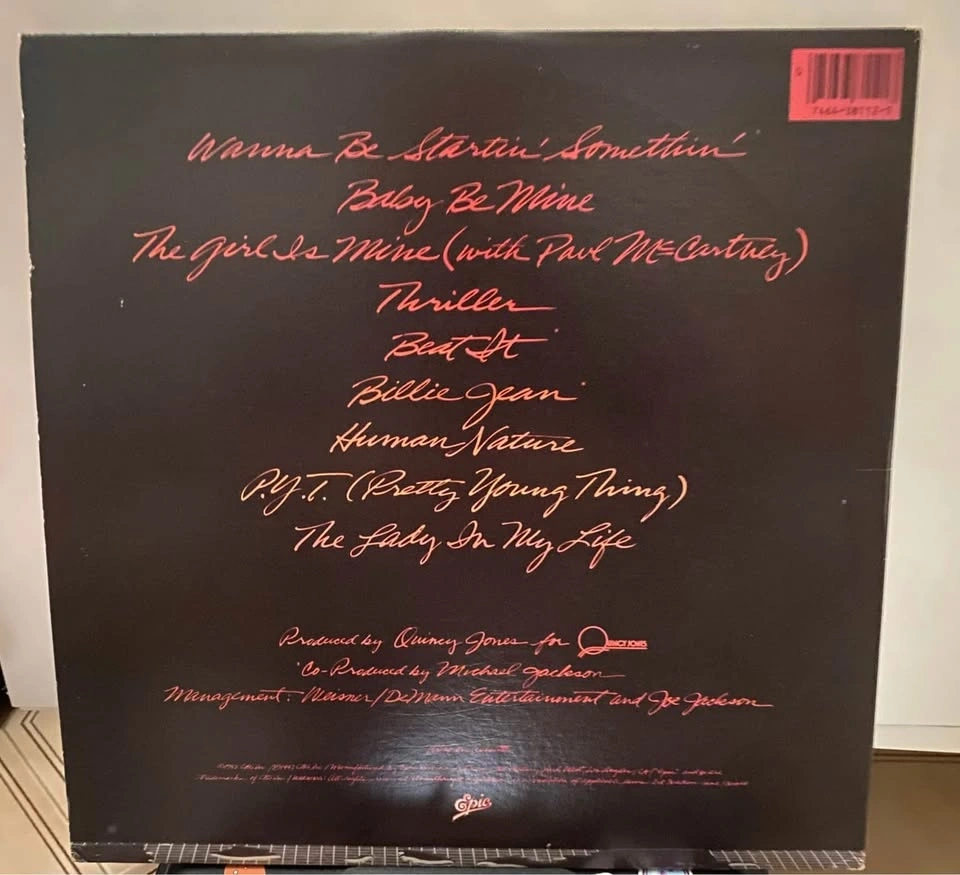 Wanna Be Startin' Somethin'
Baby Be Mine
The Girl Is Mine (with Paul McCartney)
Thriller
Beat It
Billie Jean
Human Nature
P.Y.T. (Pretty Young Thing)
The Lady In My Life
Produced by Quincy Jones for
Co-Produced by Michael Jackson
Management: Weisner/DeMann Entertainment and Joe Jackson
Epic